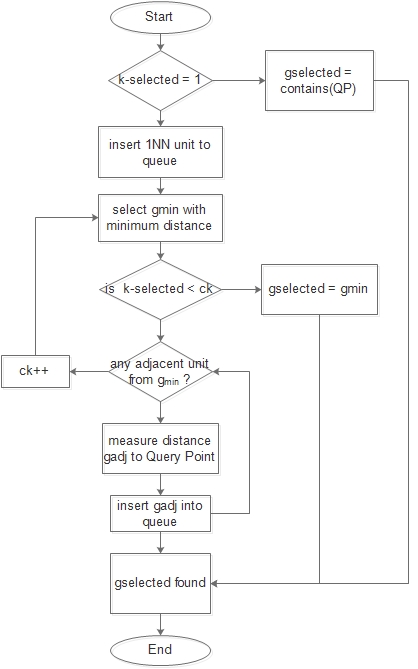 Start
k-selected = 1
gselected =
contains(QP)
insert 1NN unit to
queue
select gmin with
minimum distance
is k-selected < ck
gselected = gmin
any adjacent unit
from gmin ?
ck++
measure distance
gadj to Query Point
insert gadj into
queue
gselected found
End